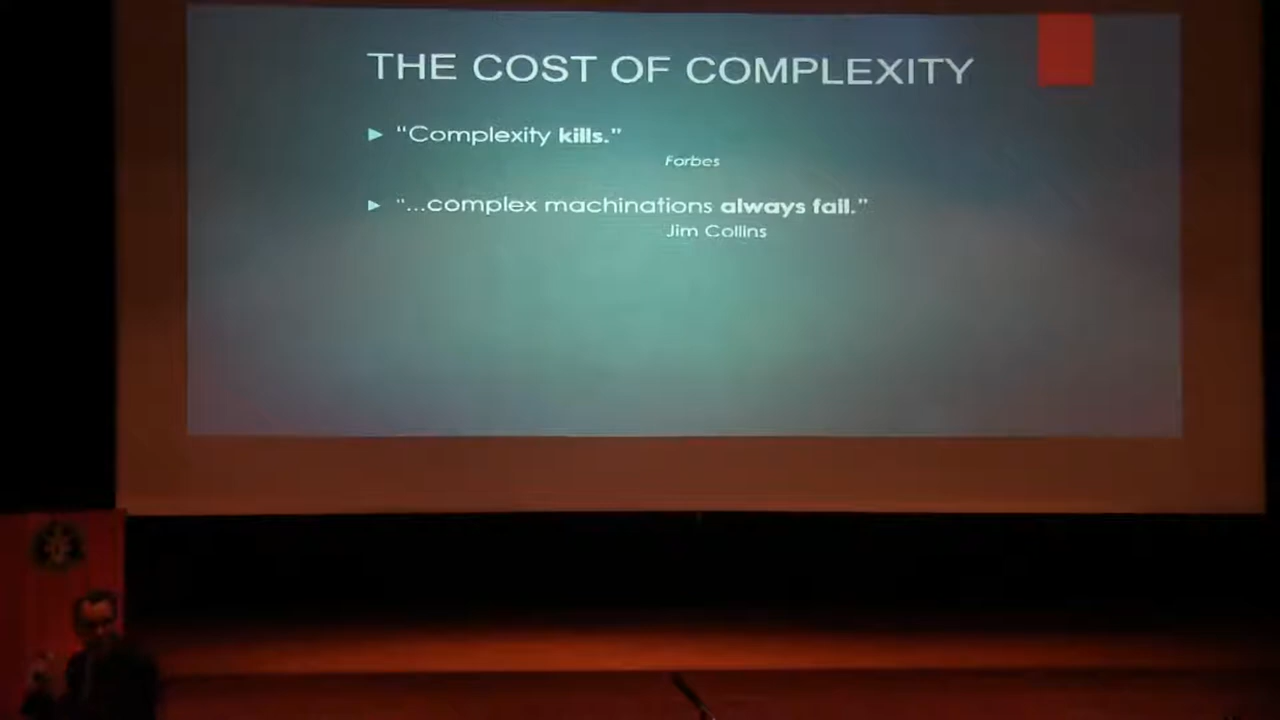 THE COST OF COMPLEXITY
“Complexity kills.”
Forbes
“...complex machinations always fail.”
Jim Collins